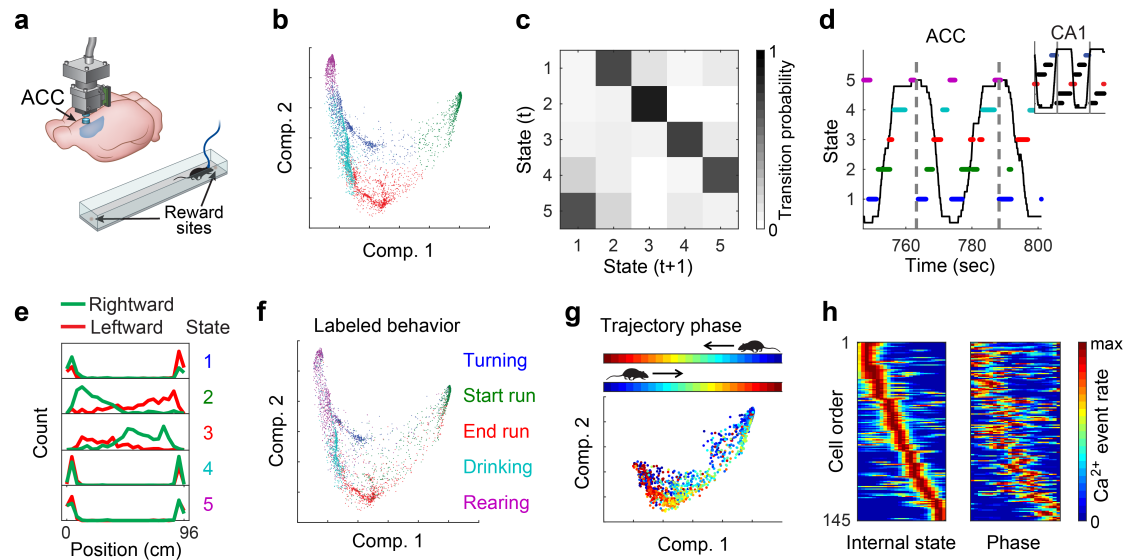 a
ACC
Reward
sites
b
Comp. 2
Comp. 1
c
State (t)
1
2
3
4
5
1 2 3 4 5
State (t+1)
1
0
Transition probability
d
ACC
CA1
State
5
4
3
2
1
760 780 800
Time (sec)
e
Rightward
Leftward
State
1
2
3
4
5
Count
0 96
Position (cm)
f
Labeled behavior
Turning
Start run
End run
Drinking
Rearing
Comp. 2
Comp. 1
g
Trajectory phase
Comp. 2
Comp. 1
h
1
Cell order
145
Internal state
Phase
max
0
Ca2+ event rate